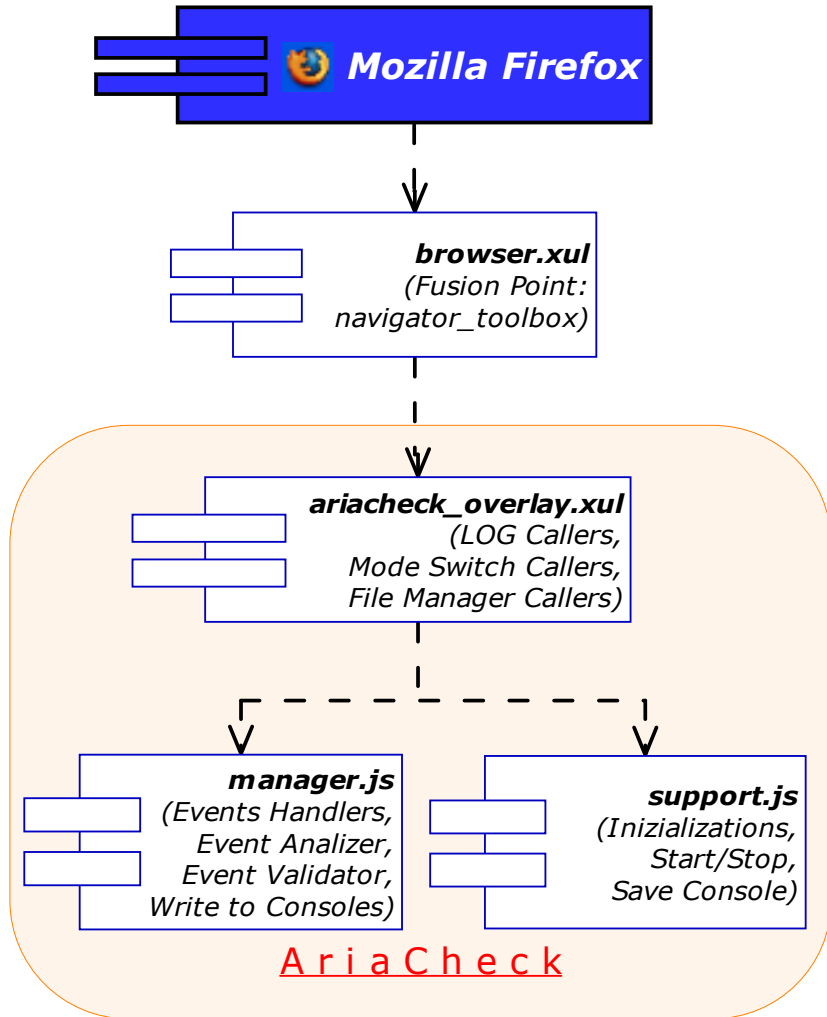 Mozilla Firefox
browser.xul
(Fusion Point:
navigator_toolbox)
ariacheck_overlay.xul
(LOG Callers,
Mode Switch Callers,
File Manager Callers)
manager.js
(Events Handlers,
Event Analizer,
Event Validator,
Write to Consoles)
support.js
(Inizializations,
Start/Stop,
Save Console)
A r i a C h e c k